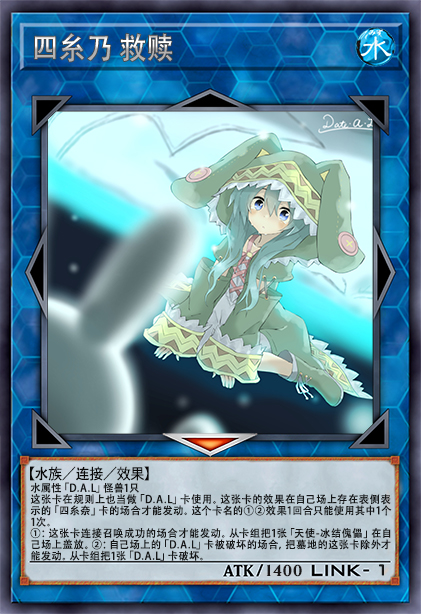 四糸乃 救赎
水
Date·a·L
【水族／连接／效果】
水属性「D.A.L」怪兽1只
这张卡在规则上也当做「D.A.L」卡使用。这张卡的效果在自己场上存在表侧表
示的「四糸奈」卡的场合才能发动。这个卡名的①②效果1回合只能使用其中1个
1次。
①：这张卡连接召唤成功的场合才能发动。从卡组把1张「天使-冰结傀儡」在自
己场上盖放。②：自己场上的「D.A.L」卡被破坏的场合，把墓地的这张卡除外才
能发动。从卡组把1张「D.A.L」卡破坏。
ATK/1400 LINK-1